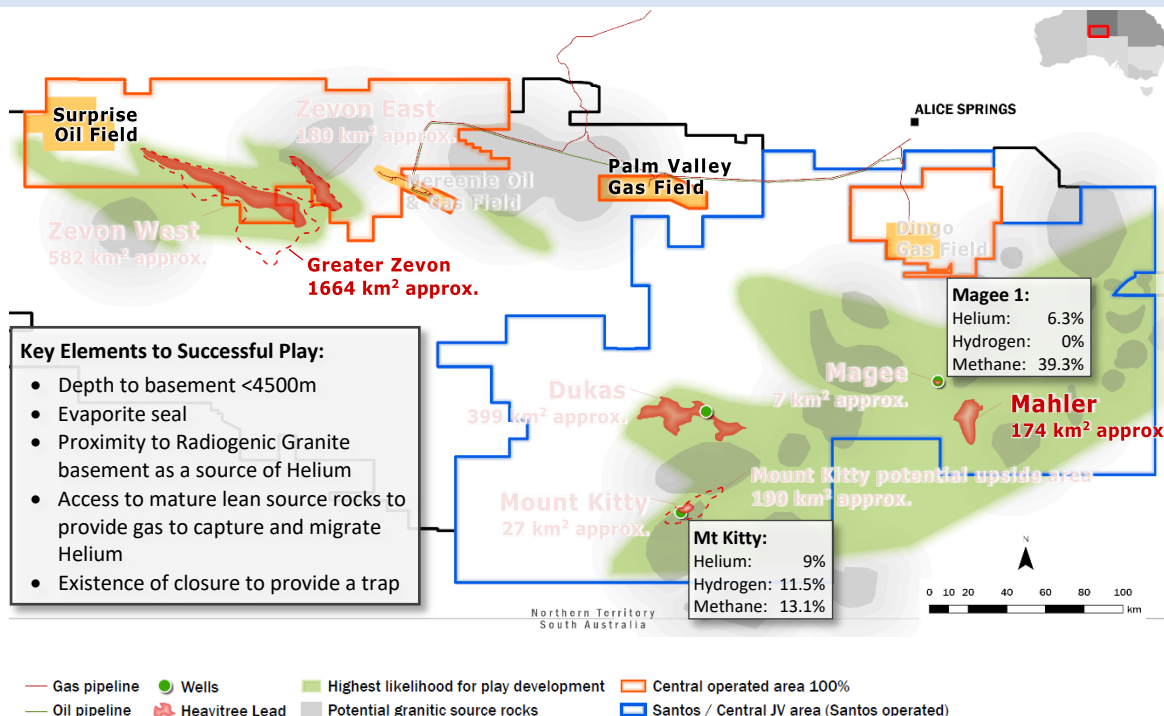 ALICE SPRINGS
Surprise
Oil Field
Zevon East
180 km² approx.
Palm Valley
Gas Field
Mereenie Oil
& Gas Field
Zevon West
582 km² approx.
Greater Zevon
1664 km² approx.
Dingo
Gas Field
Magee 1:
Helium: 6.3%
Hydrogen: 0%
Methane: 39.3%
Key Elements to Successful Play:
• Depth to basement <4500m
• Evaporite seal
• Proximity to Radiogenic Granite
basement as a source of Helium
• Access to mature lean source rocks to
provide gas to capture and migrate
Helium
• Existence of closure to provide a trap
Dukas
399 km² approx.
Magee
7 km² approx.
Mahler
174 km² approx
Mount Kitty potential upside area
190 km² approx.
Mount Kitty
27 km² approx.
Mt Kitty:
Helium: 9%
Hydrogen: 11.5%
Methane: 13.1%
N
0 10 20 40 60 80 100
km
Northern Territory
South Australia
Gas pipeline
Wells
Highest likelihood for play development
Central operated area 100%
Oil pipeline
Heavitree Lead
Potential granitic source rocks
Santos / Central JV area (Santos operated)